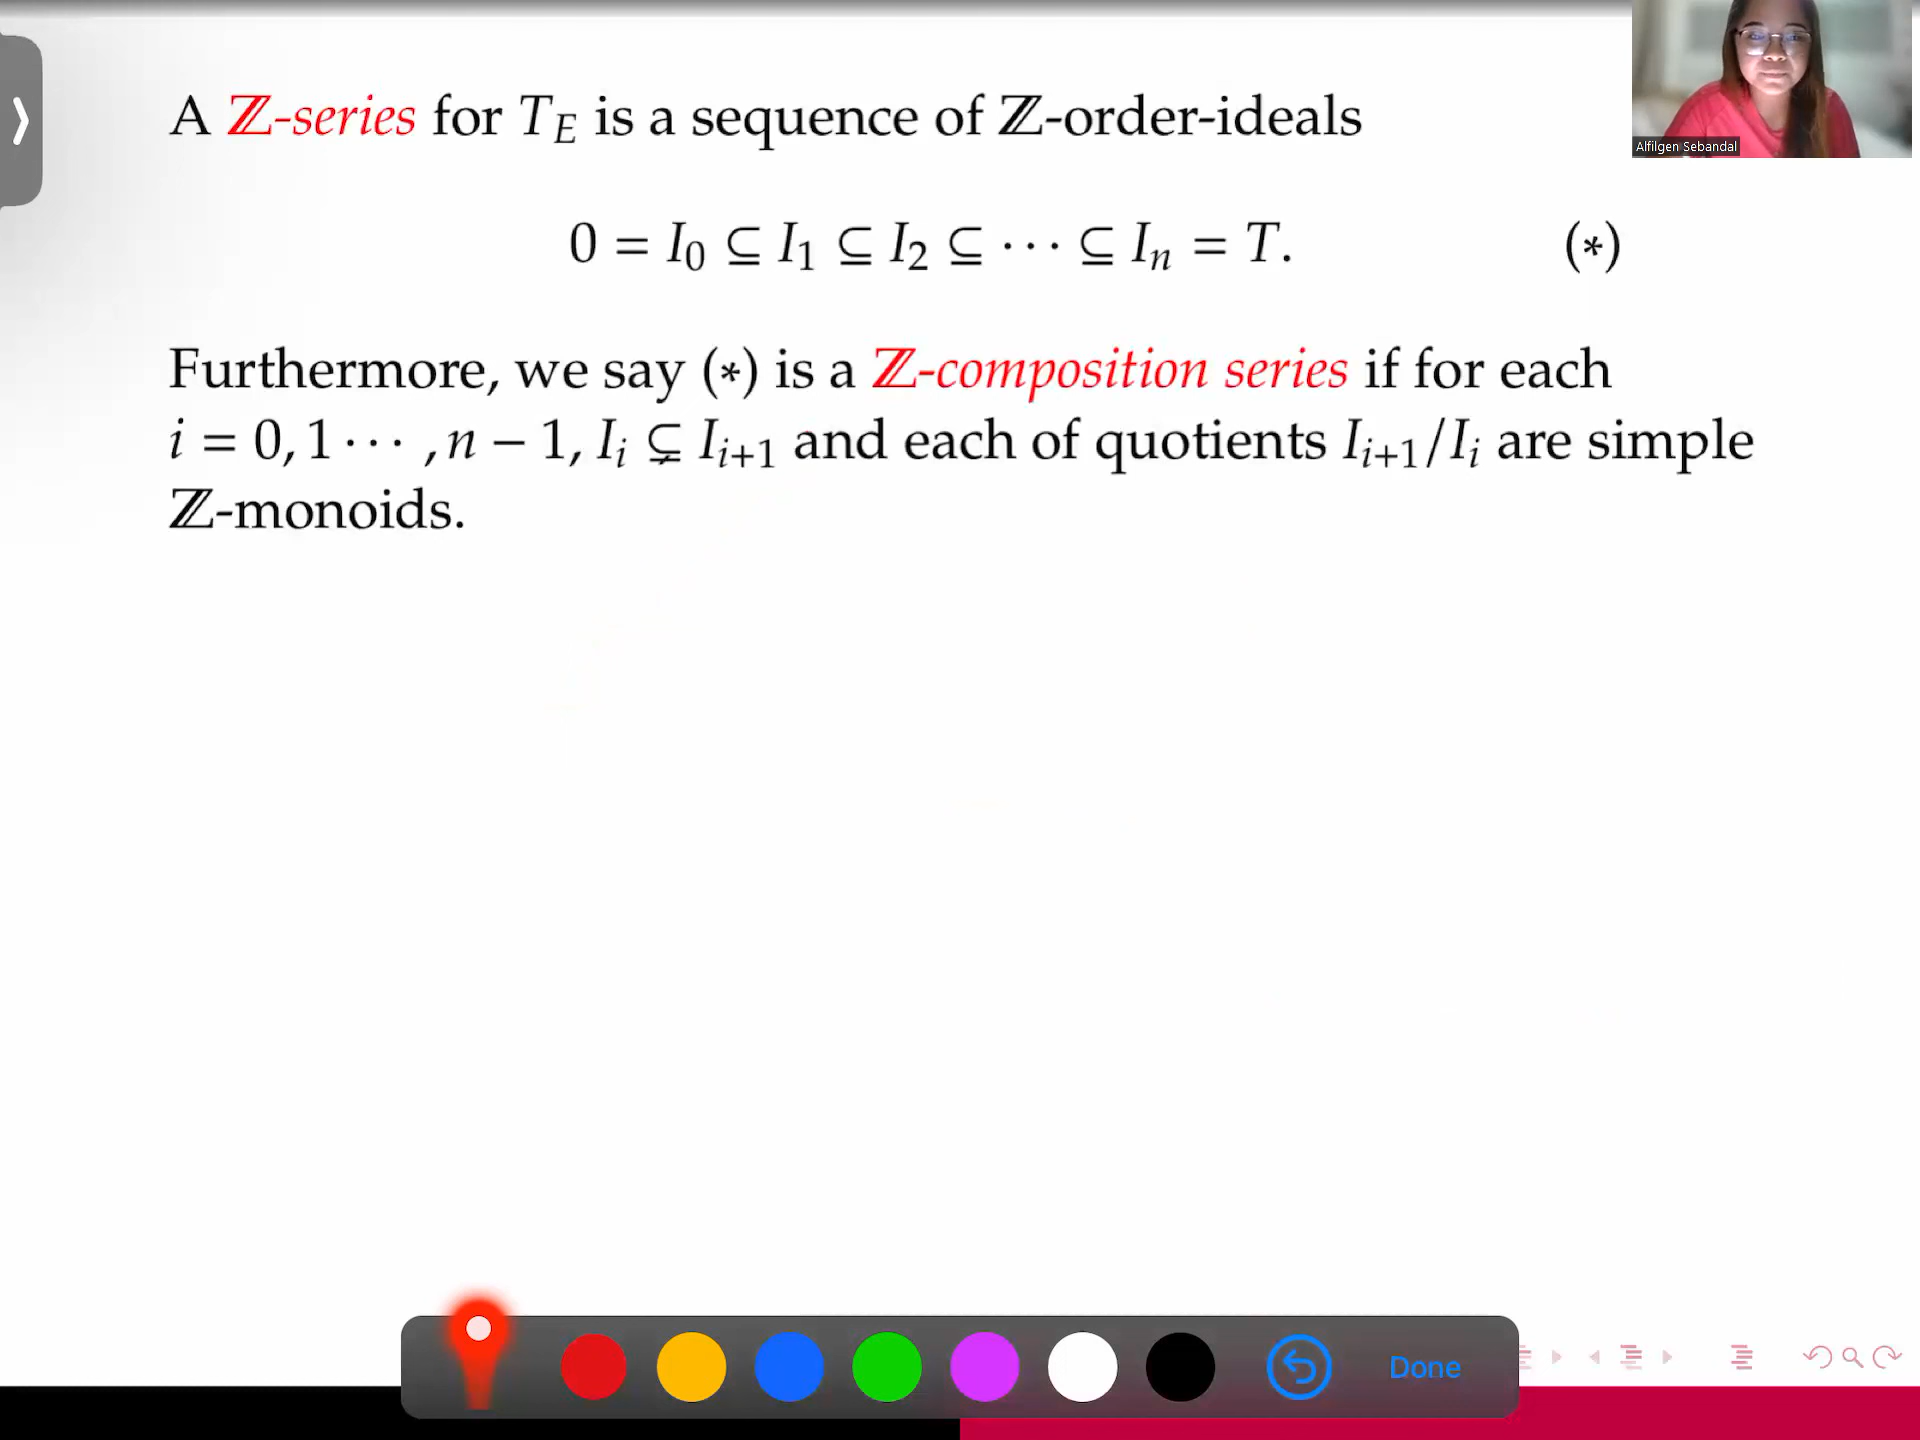 A ℤ-series for T_E is a sequence of ℤ-order-ideals
0 = I_0 ⊆ I_1 ⊆ I_2 ⊆ ··· ⊆ I_n = T. (*)
Furthermore, we say (*) is a ℤ-composition series if for each
i = 0, 1 ··· , n − 1, I_i ⊊ I_{i+1} and each of quotients I_{i+1}/I_i are simple
ℤ-monoids.
Alfilgen Sebandal
Done